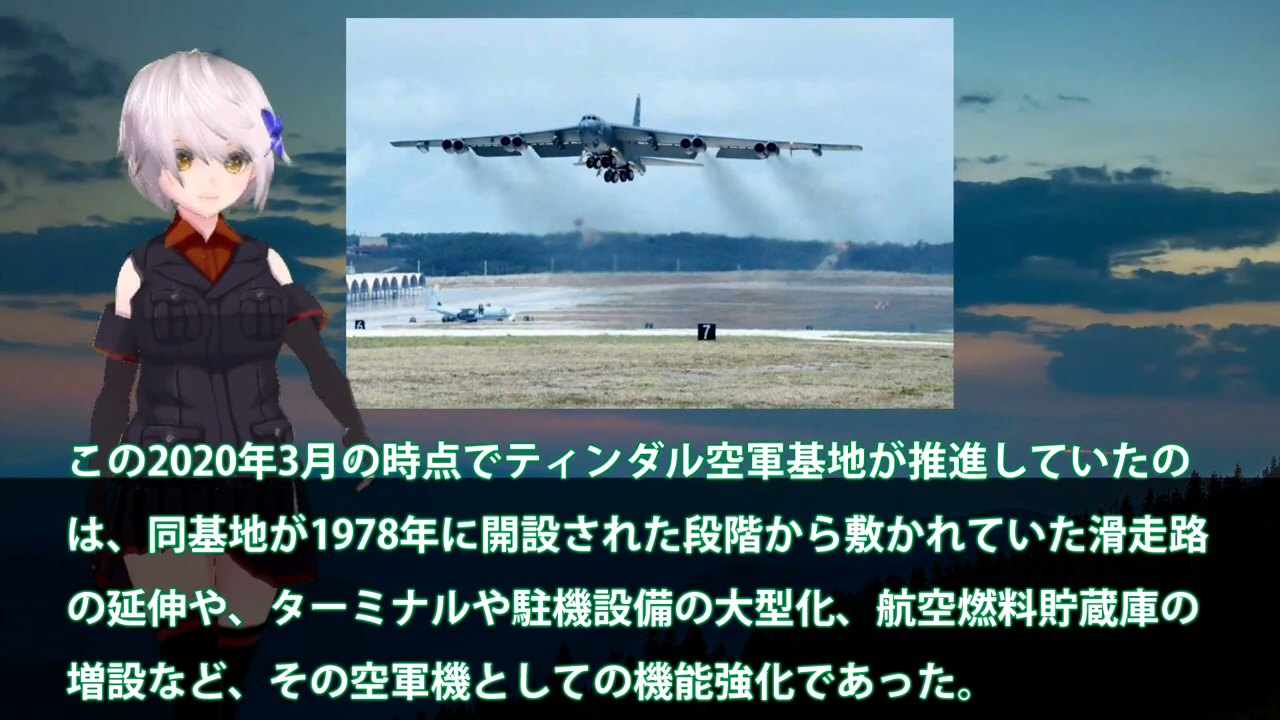 6
7
この2020年3月の時点でティンダル空軍基地が推進していたの
は、同基地が1978年に開設された段階から敷かれていた滑走路
の延伸や、ターミナルや駐機設備の大型化、航空燃料貯蔵庫の
増設など、その空軍機としての機能強化であった。